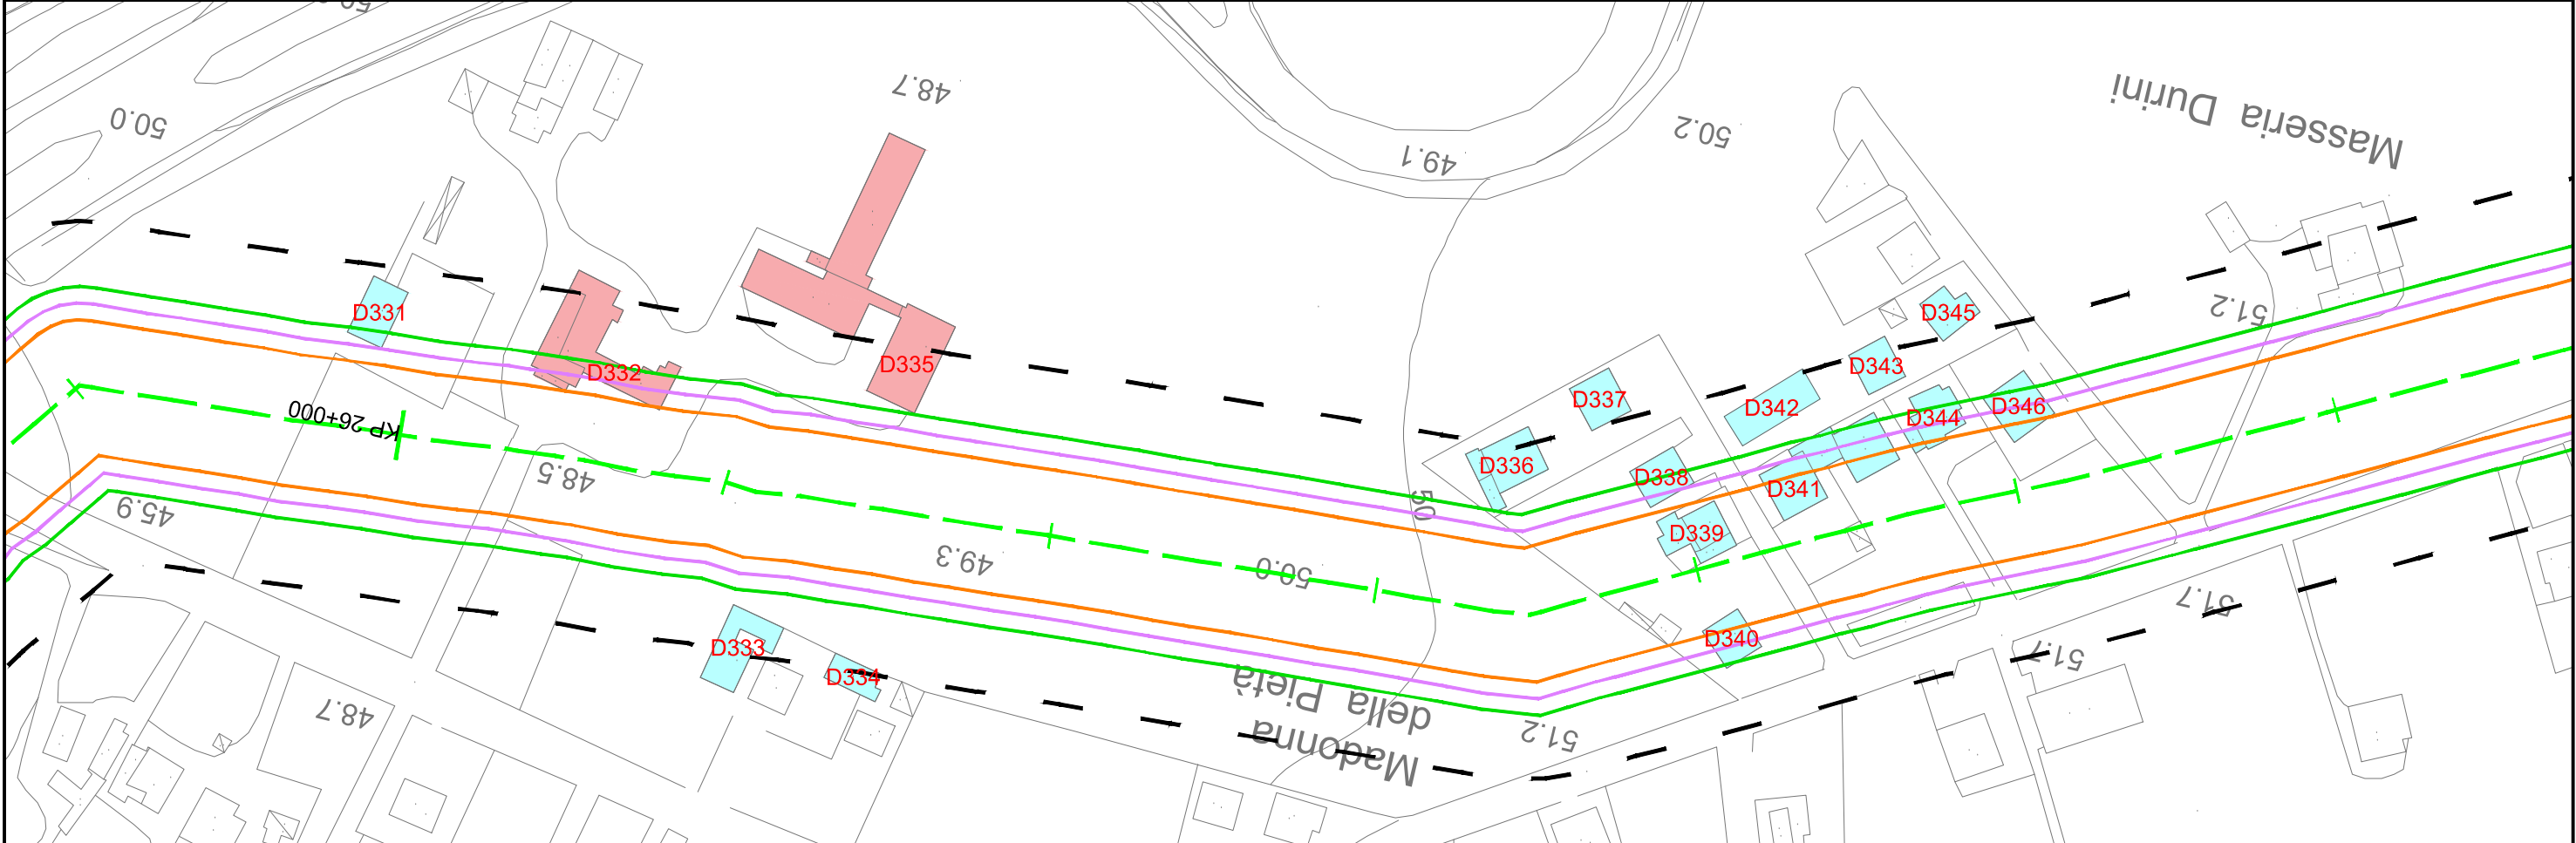 50.0
50.0
48.7
49.1
50.2
Masseria Durini
51.2
D331
D332
D335
D337
D336
D338
D339
D342
D343
D345
D344
D346
D341
D340
KP 26+000
48.5
45.9
49.3
50.0
50
D333
D334
48.7
Madonna
della Pietà
51.2
51.7
51.7